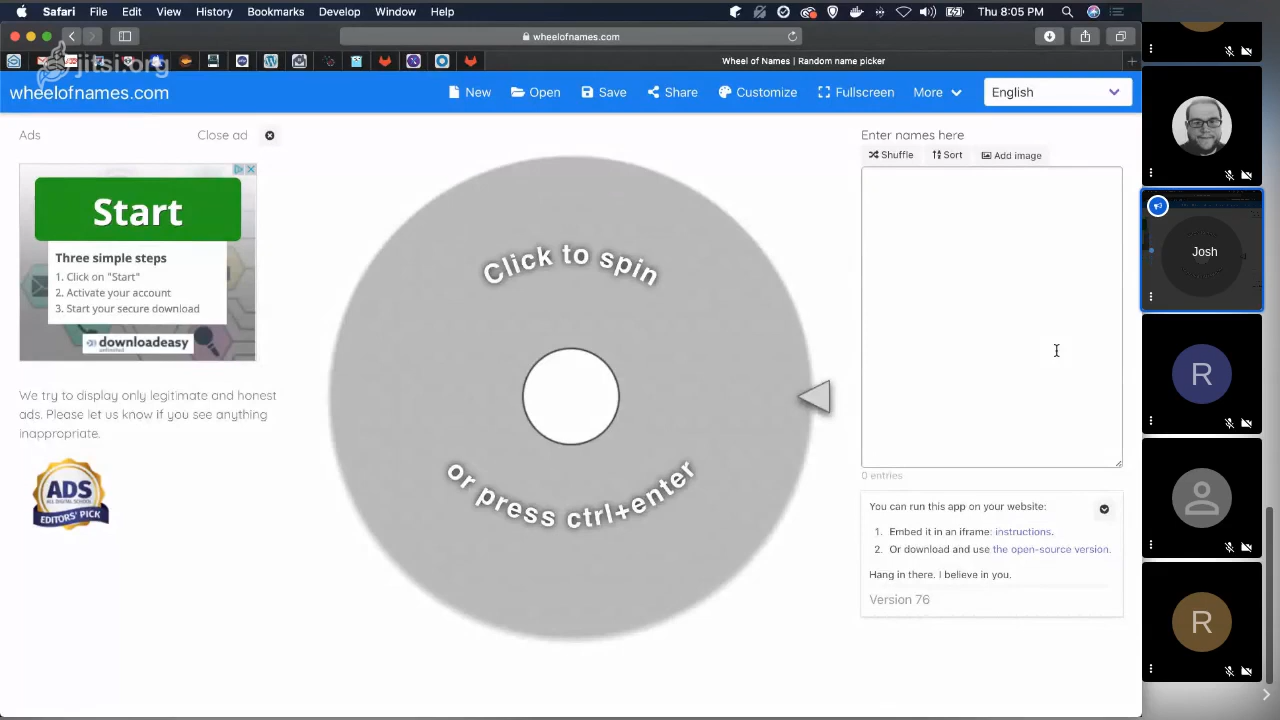 Safari File Edit View History Bookmarks Develop Window Help Thu 8:05 PM
wheelofnames.com
jitsi.org
Wheel of Names | Random name picker
wheelofnames.com New Open Save Share Customize Fullscreen More English
Ads Close ad
Start
Three simple steps
1. Click on "Start"
2. Activate your account
3. Start your secure download
downloadeasy
unlimited
We try to display only legitimate and honest
ads. Please let us know if you see anything
inappropriate.
ADS
EDITORS' PICK
Click to spin
or press ctrl+enter
Enter names here
Shuffle Sort Add image
0 entries
You can run this app on your website:
1. Embed it in an iframe: instructions.
2. Or download and use the open-source version.
Hang in there. I believe in you.
Version 76
Josh
R
R